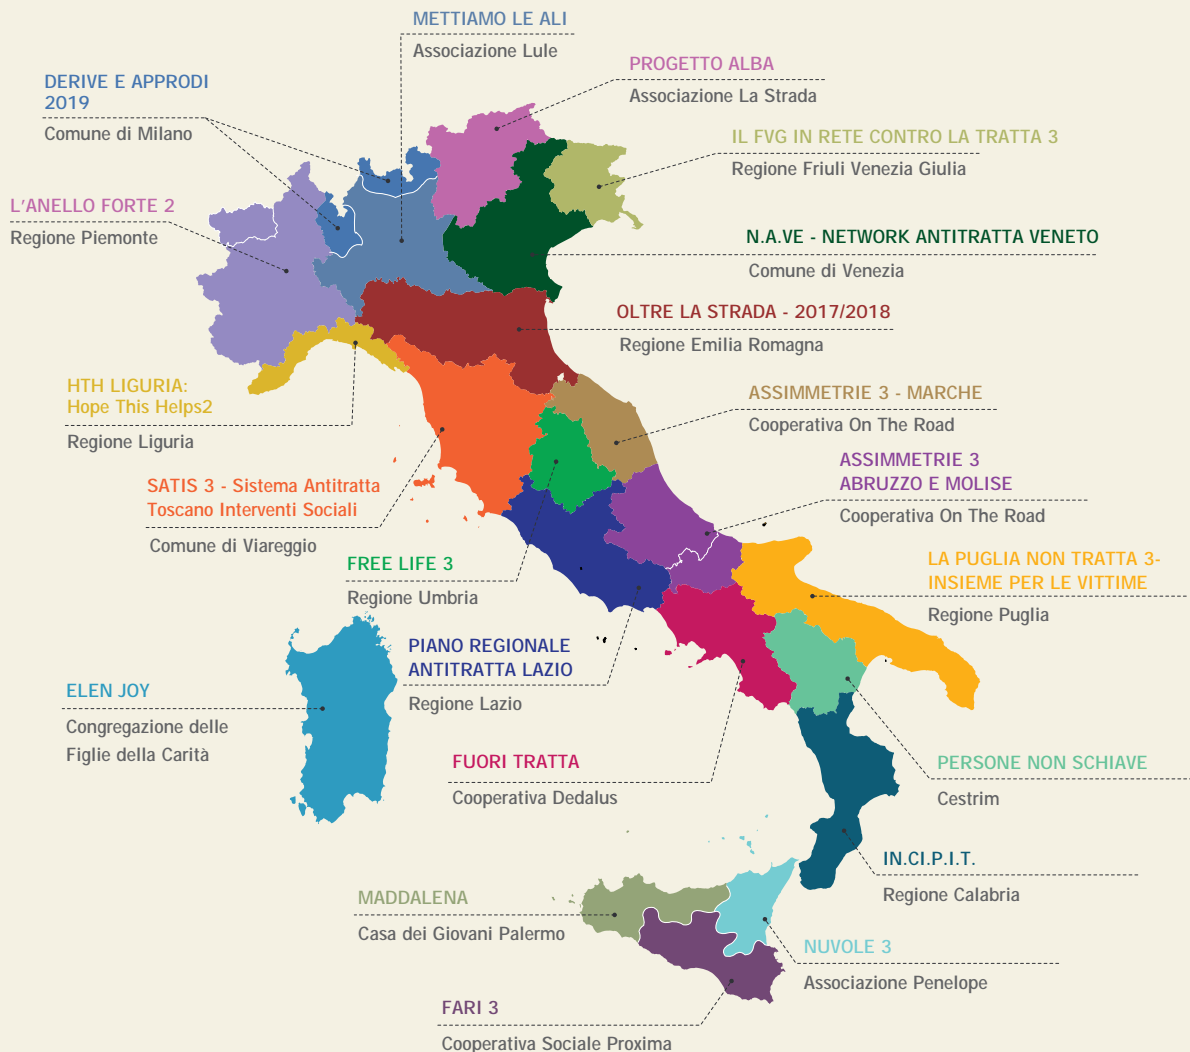 METTIAMO LE ALI
Associazione Lule
PROGETTO ALBA
Associazione La Strada
DERIVE E APPRODI
2019
Comune di Milano
IL FVG IN RETE CONTRO LA TRATTA 3
Regione Friuli Venezia Giulia
L'ANELLO FORTE 2
Regione Piemonte
N.A.VE - NETWORK ANTITRATTA VENETO
Comune di Venezia
OLTRE LA STRADA - 2017/2018
Regione Emilia Romagna
HTH LIGURIA:
Hope This Helps2
Regione Liguria
ASSIMMETRIE 3 - MARCHE
Cooperativa On The Road
ASSIMMETRIE 3
ABRUZZO E MOLISE
Cooperativa On The Road
SATIS 3 - Sistema Antitratta
Toscano Interventi Sociali
Comune di Viareggio
FREE LIFE 3
Regione Umbria
LA PUGLIA NON TRATTA 3-
INSIEME PER LE VITTIME
Regione Puglia
PIANO REGIONALE
ANTITRATTA LAZIO
Regione Lazio
ELEN JOY
Congregazione delle
Figlie della Carità
FUORI TRATTA
Cooperativa Dedalus
PERSONE NON SCHIAVE
Cestrim
IN.CI.P.I.T.
Regione Calabria
MADDALENA
Casa dei Giovani Palermo
NUVOLE 3
Associazione Penelope
FARI 3
Cooperativa Sociale Proxima